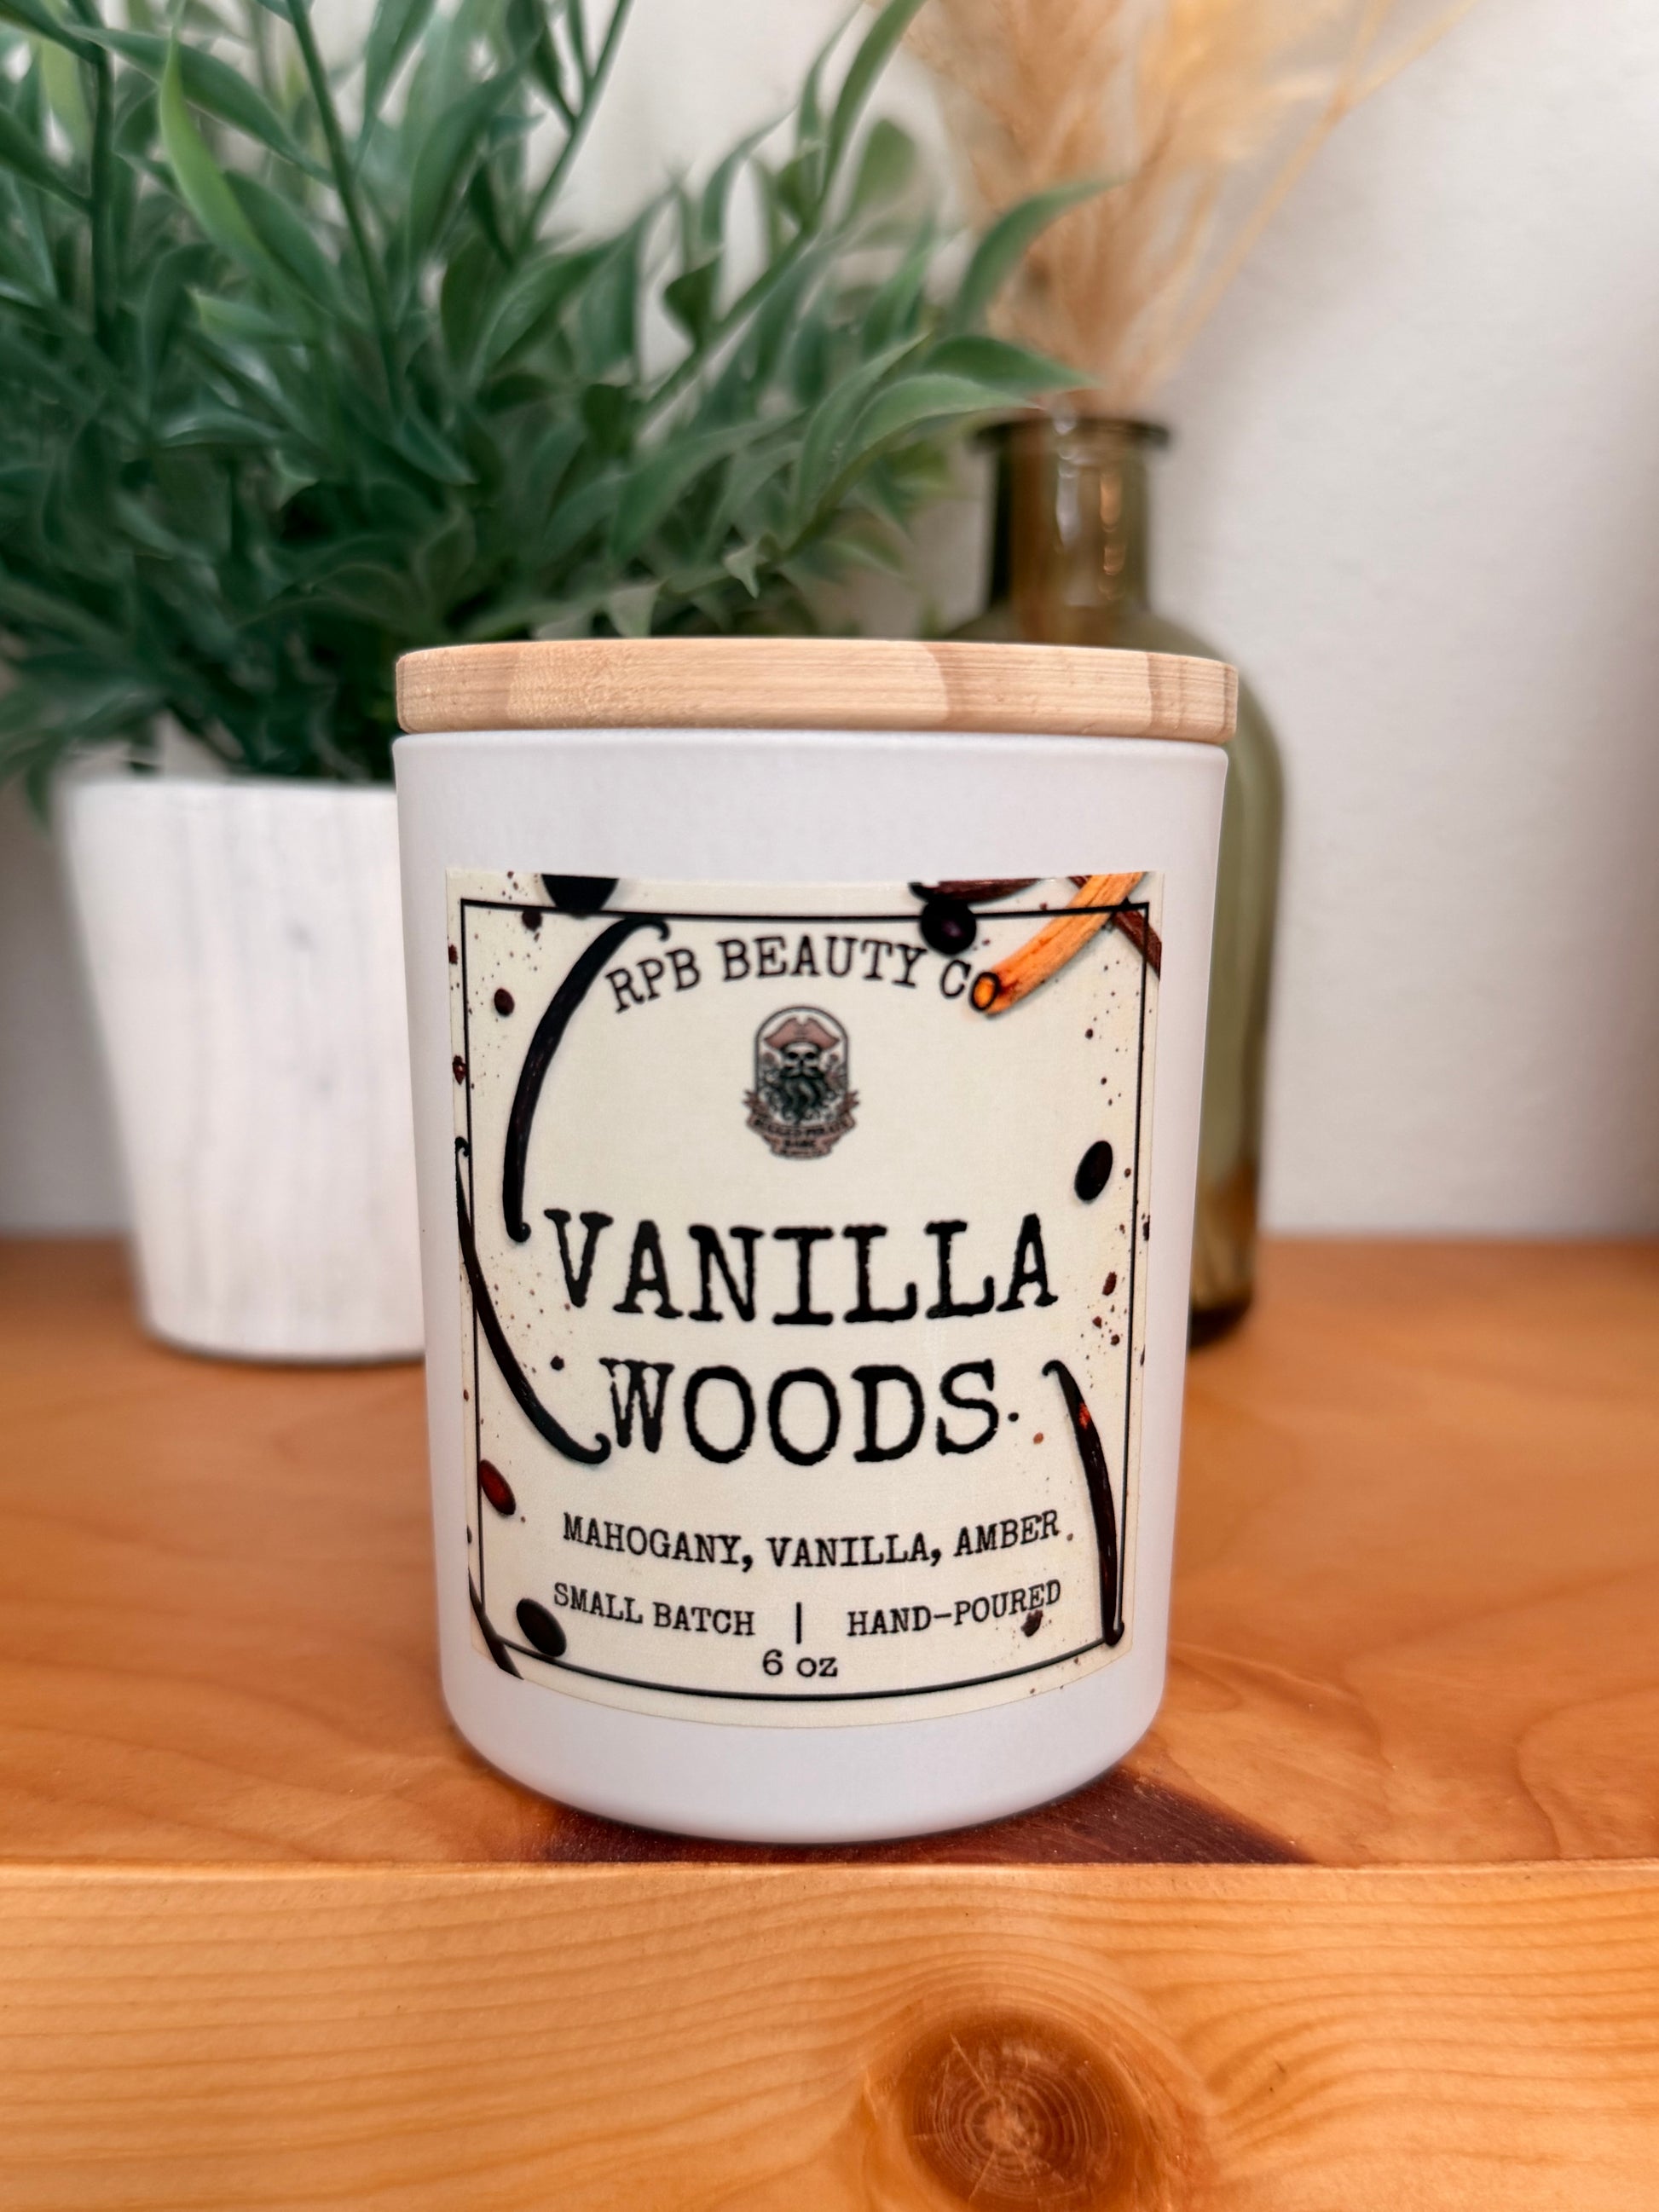 RPB BEAUTY CO
VANILLA
WOODS
MAHOGANY, VANILLA, AMBER
SMALL BATCH | HAND-POURED
6 oz